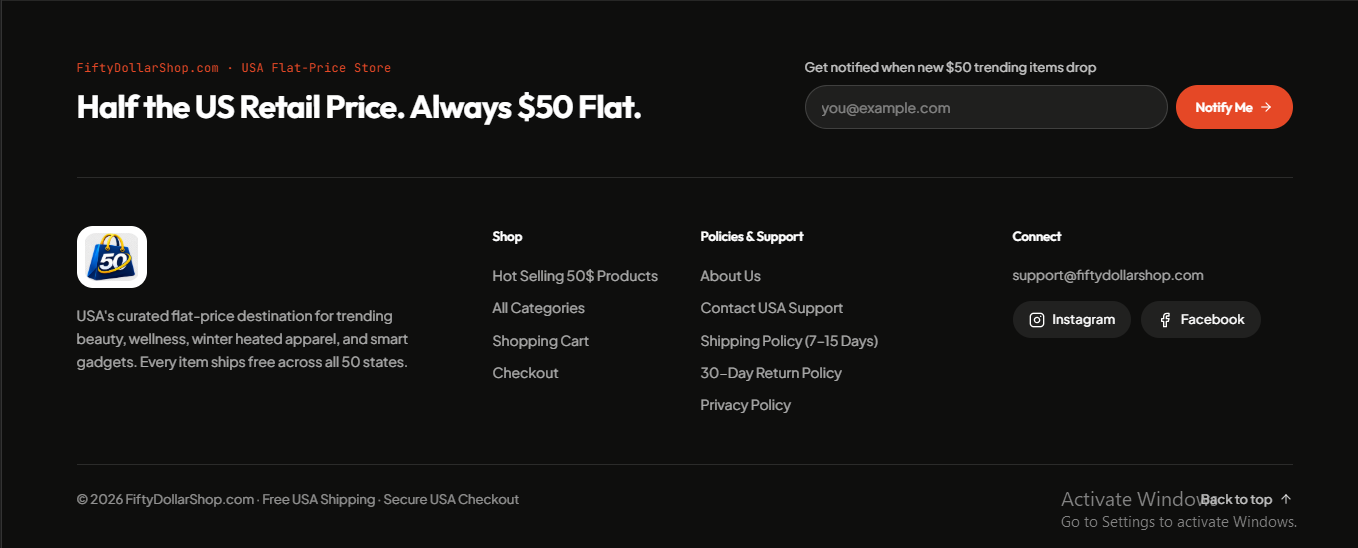 FiftyDollarShop.com · USA Flat-Price Store
Half the US Retail Price. Always $50 Flat.
Get notified when new $50 trending items drop
you@example.com
Notify Me →
50
USA's curated flat-price destination for trending
beauty, wellness, winter heated apparel, and smart
gadgets. Every item ships free across all 50 states.
Shop
Hot Selling 50$ Products
All Categories
Shopping Cart
Checkout
Policies & Support
About Us
Contact USA Support
Shipping Policy (7–15 Days)
30-Day Return Policy
Privacy Policy
Connect
support@fiftydollarshop.com
Instagram
Facebook
© 2026 FiftyDollarShop.com · Free USA Shipping · Secure USA Checkout
Back to top ↑
Activate Windows
Go to Settings to activate Windows.